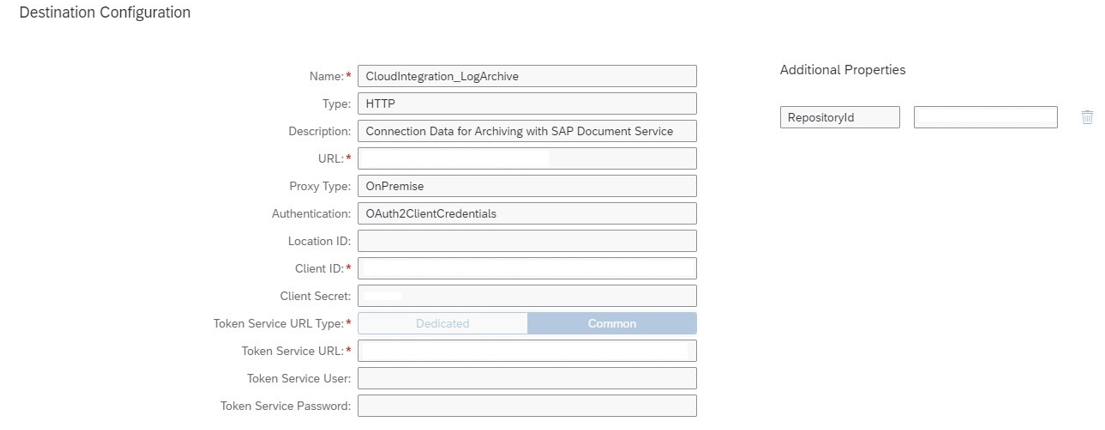 Destination Configuration
Name:* CloudIntegration_LogArchive
Type: HTTP
Description: Connection Data for Archiving with SAP Document Service
URL:*
Proxy Type: OnPremise
Authentication: OAuth2ClientCredentials
Location ID:
Client ID:*
Client Secret:
Token Service URL Type:* Dedicated Common
Token Service URL:*
Token Service User:
Token Service Password:
Additional Properties
RepositoryId